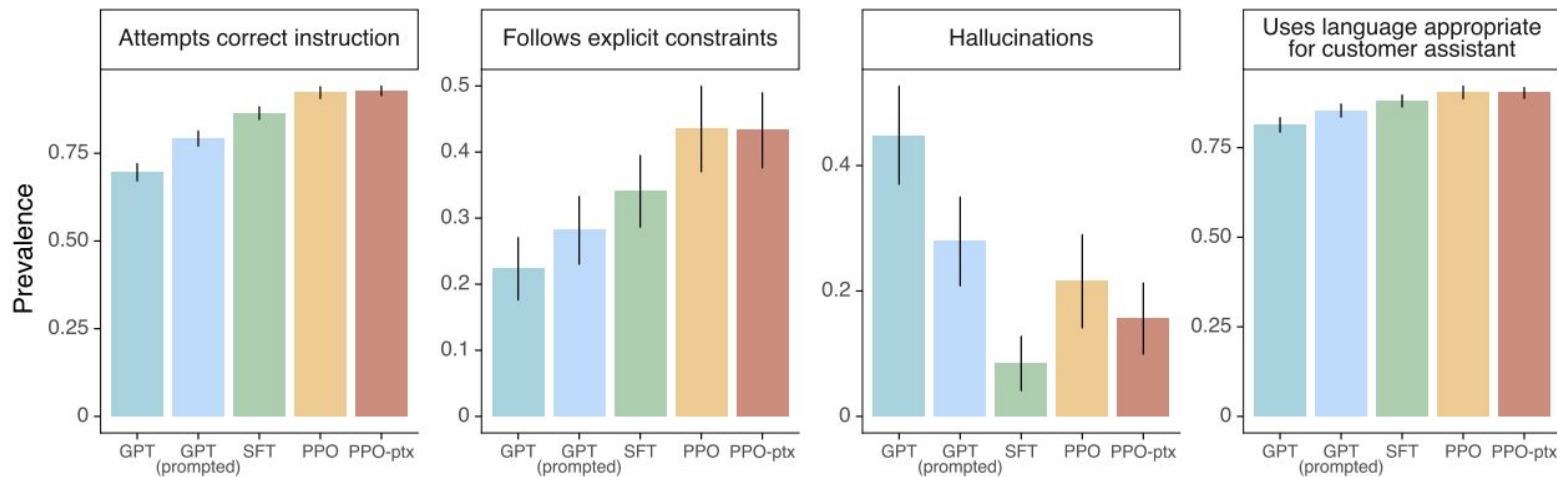 Attempts correct instruction
Prevalence
0.75
0.50
0.25
0
GPT
GPT
(prompted)
SFT
PPO
PPO-ptx
Follows explicit constraints
0.5
0.4
0.3
0.2
0.1
0
GPT
GPT
(prompted)
SFT
PPO
PPO-ptx
Hallucinations
0.4
0.2
0
GPT
GPT
(prompted)
SFT
PPO
PPO-ptx
Uses language appropriate
for customer assistant
0.75
0.50
0.25
0
GPT
GPT
(prompted)
SFT
PPO
PPO-ptx